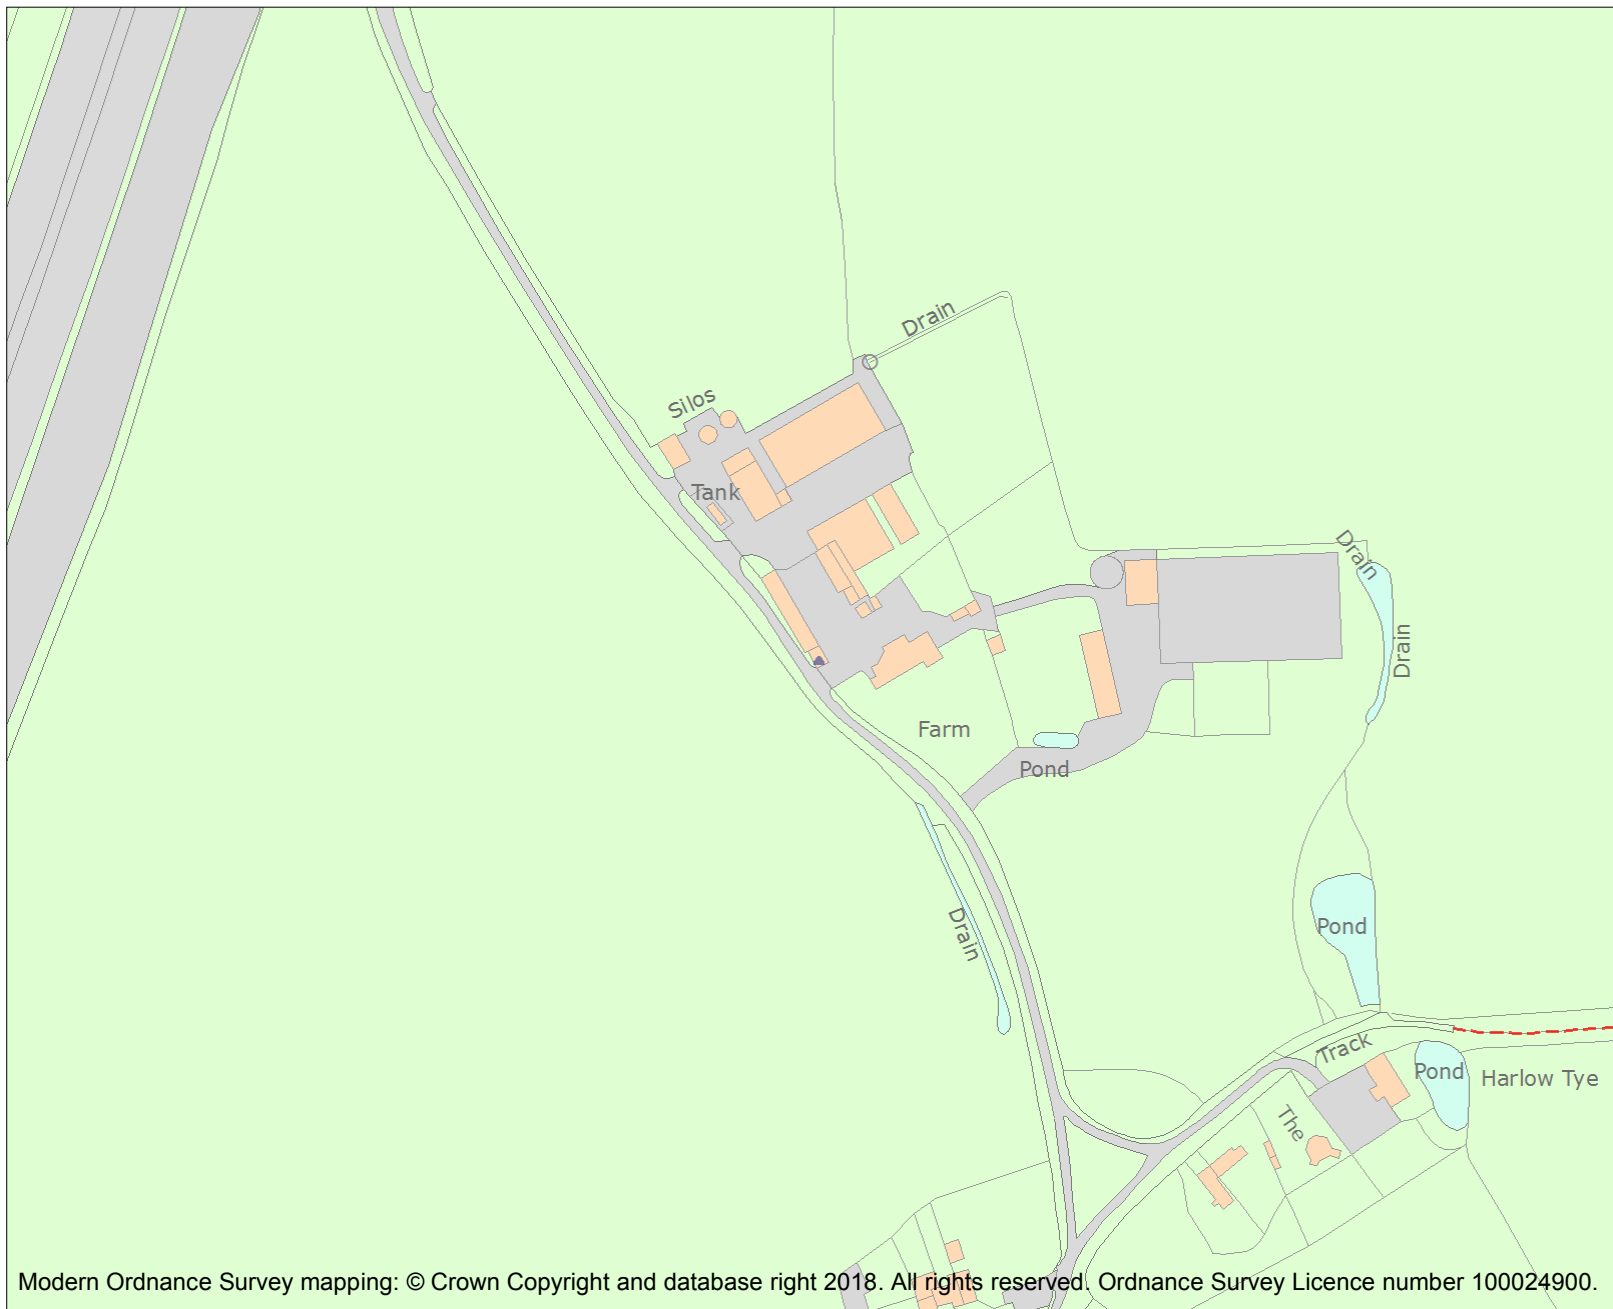 Drain
Silos
Tank
Drain
Drain
Farm
Pond
Drain
Pond
Track
Pond
Harlow Tye
The
Modern Ordnance Survey mapping: © Crown Copyright and database right 2018. All rights reserved. Ordnance Survey Licence number 100024900.